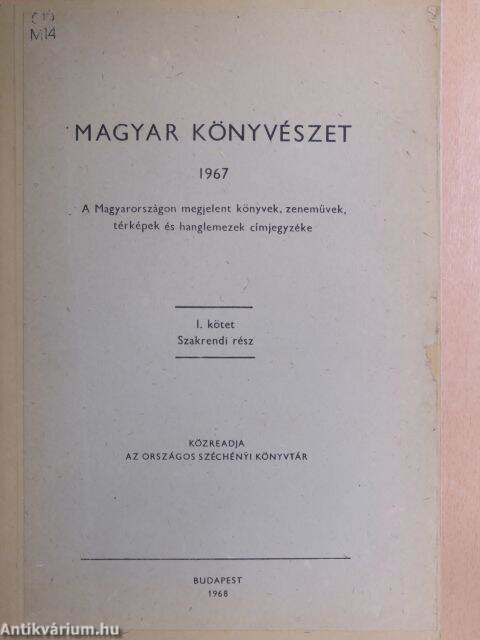 M14
MAGYAR KÖNYVÉSZET
1967
A Magyarországon megjelent könyvek, zeneművek,
térképek és hanglemezek címjegyzéke
I. kötet
Szakrendi rész
KÖZREADJA
AZ ORSZÁGOS SZÉCHÉNYI KÖNYVTÁR
BUDAPEST
1968
Antikvárium.hu